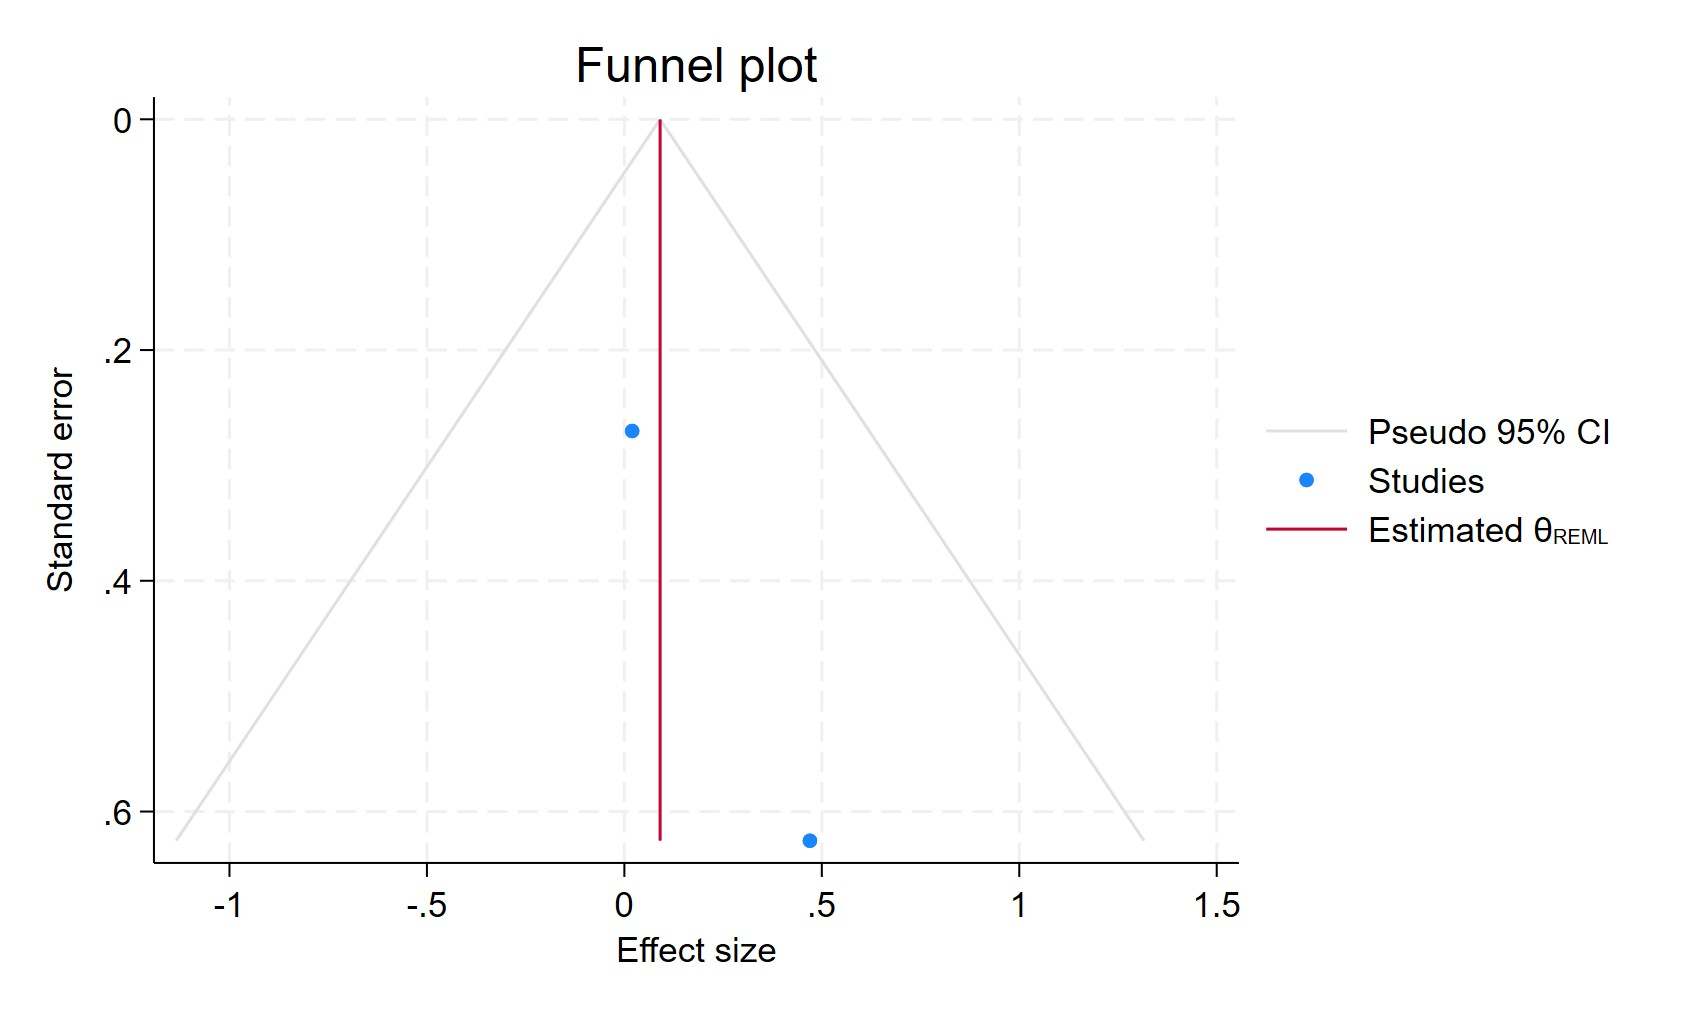 Funnel plot
0
.2
.4
.6
Standard error
-1
-.5
0
.5
1
1.5
Effect size
Pseudo 95% CI
Studies
Estimated θREML